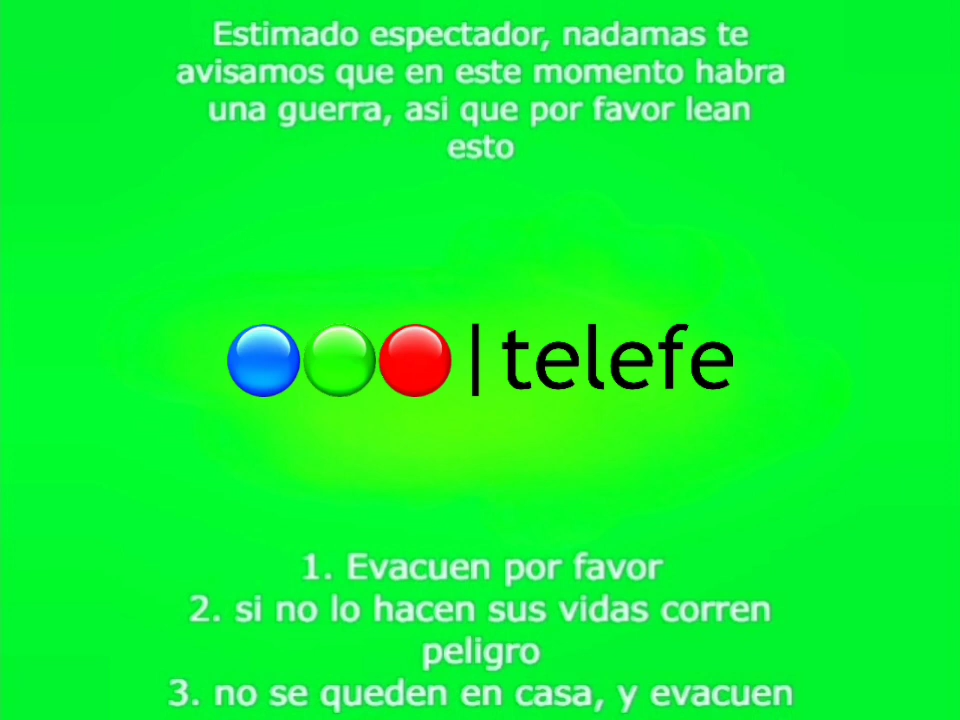 Estimado espectador, nadamas te
avisamos que en este momento habra
una guerra, asi que por favor lean
esto
telefe
1. Evacuen por favor
2. si no lo hacen sus vidas corren
peligro
3. no se queden en casa, y evacuen